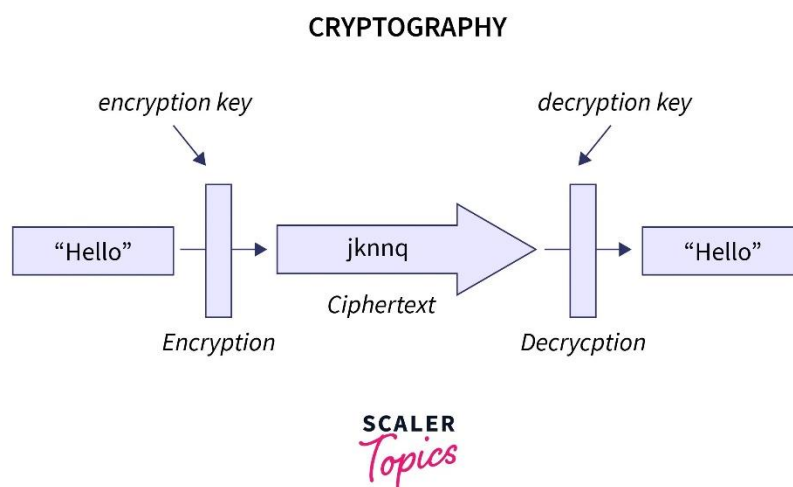 CRYPTOGRAPHY
encryption key
decryption key
“Hello”
jknnq
“Hello”
Ciphertext
Encryption
Decrycption
SCALER
Topics